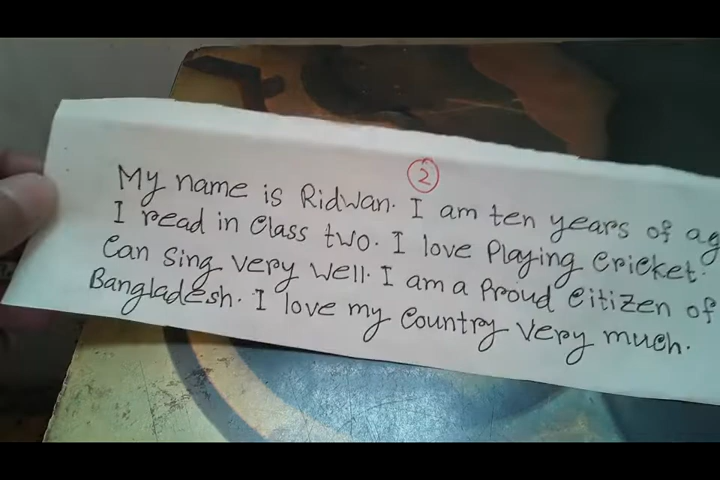 2
My name is Ridwan. I am ten years of ag
I read in class two. I love Playing Cricket.
Can sing very well. I am a Proud Citizen of
Bangladesh. I love my Country very much.